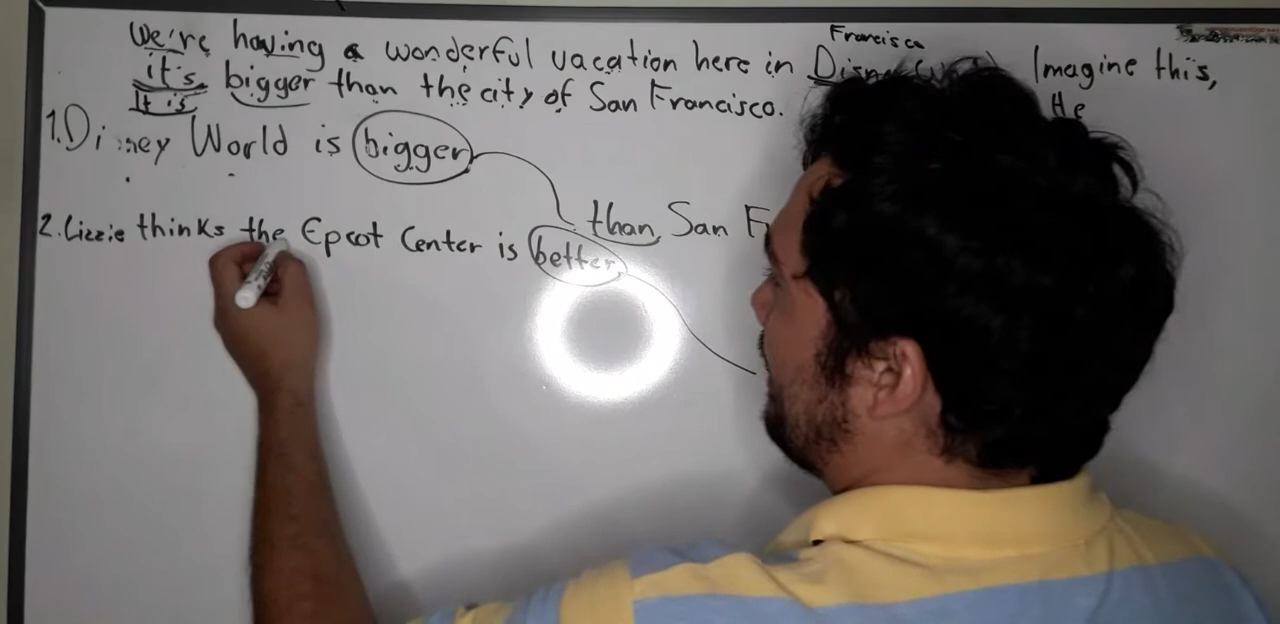 Francisco
We're having a wonderful vacation here in Disney Imagine this,
it's bigger than the city of San Francisco. He
It is
1. Disney World is bigger
than San F
2. Lizzie thinks the Epcot Center is better